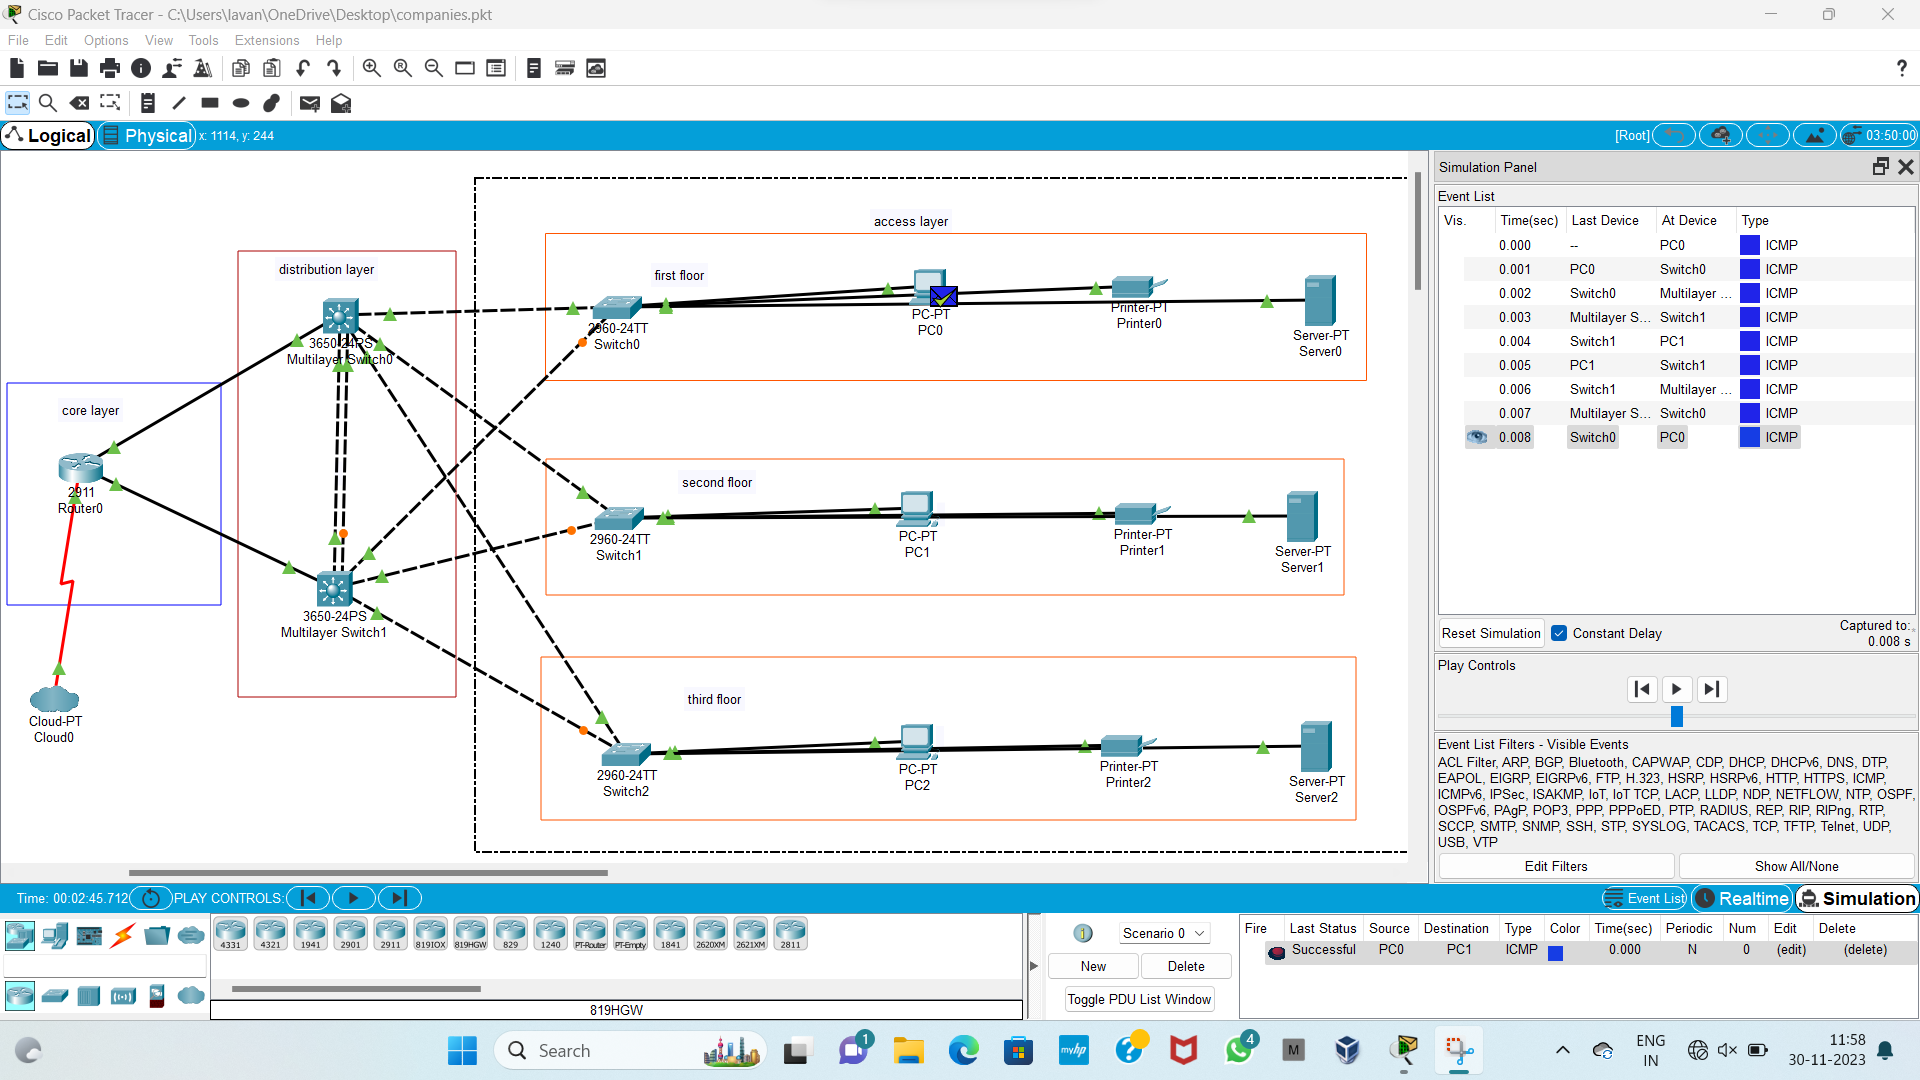 Cisco Packet Tracer - C:\Users\lavan\OneDrive\Desktop\companies.pkt
File Edit Options View Tools Extensions Help
?
Logical Physical x: 1114, y: 244
[Root] 03:50:00
access layer
first floor
distribution layer
3650-24PS
Multilayer Switch0
2960-24TT
Switch0
PC-PT
PC0
Printer-PT
Printer0
Server-PT
Server0
core layer
2911
Router0
second floor
2960-24TT
Switch1
PC-PT
PC1
Printer-PT
Printer1
Server-PT
Server1
3650-24PS
Multilayer Switch1
third floor
Cloud-PT
Cloud0
2960-24TT
Switch2
PC-PT
PC2
Printer-PT
Printer2
Server-PT
Server2
Simulation Panel
Event List
Vis. Time(sec) Last Device At Device Type
0.000 -- PC0 ICMP
0.001 PC0 Switch0 ICMP
0.002 Switch0 Multilayer ... ICMP
0.003 Multilayer S... Switch1 ICMP
0.004 Switch1 PC1 ICMP
0.005 PC1 Switch1 ICMP
0.006 Switch1 Multilayer ... ICMP
0.007 Multilayer S... Switch0 ICMP
0.008 Switch0 PC0 ICMP
Reset Simulation Constant Delay Captured to:*
0.008 s
Play Controls
Event List Filters - Visible Events
ACL Filter, ARP, BGP, Bluetooth, CAPWAP, CDP, DHCP, DHCPv6, DNS, DTP,
EAPOL, EIGRP, EIGRPv6, FTP, H.323, HSRP, HSRPv6, HTTP, HTTPS, ICMP,
ICMPv6, IPSec, ISAKMP, IoT, IoT TCP, LACP, LLDP, NDP, NETFLOW, NTP, OSPF,
OSPFv6, PAgP, POP3, PPP, PPPoED, PTP, RADIUS, REP, RIP, RIPng, RTP,
SCCP, SMTP, SNMP, SSH, STP, SYSLOG, TACACS, TCP, TFTP, Telnet, UDP,
USB, VTP
Edit Filters Show All/None
Time: 00:02:45.712 PLAY CONTROLS: Event List Realtime Simulation
4331 4321 1941 2901 2911 819IOX 819HGW 829 1240 PT-Router PT-Empty 1841 2620XM 2621XM 2811
819HGW
Scenario 0
New Delete
Toggle PDU List Window
Fire Last Status Source Destination Type Color Time(sec) Periodic Num Edit Delete
Successful PC0 PC1 ICMP 0.000 N 0 (edit) (delete)
Search
1
myhp
4
M
ENG
IN
11:58
30-11-2023